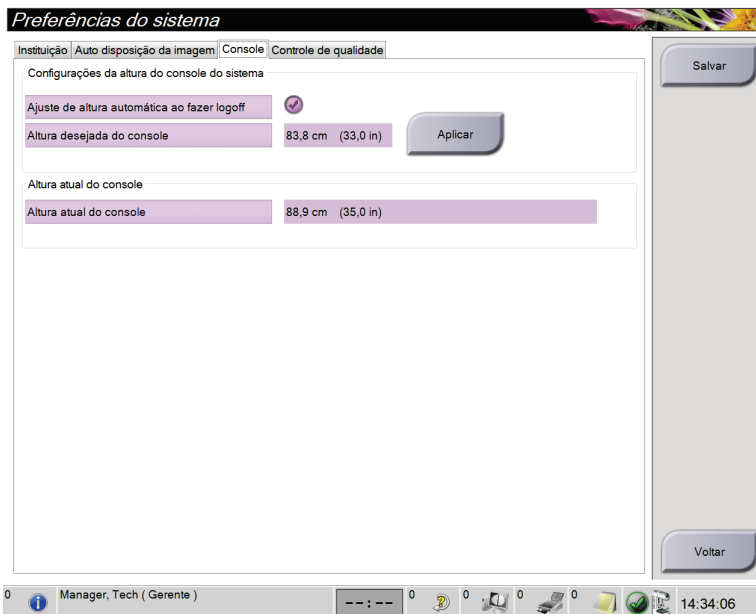 Preferências do sistema
Instituição Auto disposição da imagem Console Controle de qualidade
Salvar
Configurações da altura do console do sistema
Ajuste de altura automática ao fazer logoff
Altura desejada do console 83,8 cm (33,0 in) Aplicar
Altura atual do console
Altura atual do console 88,9 cm (35,0 in)
Voltar
0 Manager, Tech ( Gerente ) --:-- 0 0 0 0 14:34:06